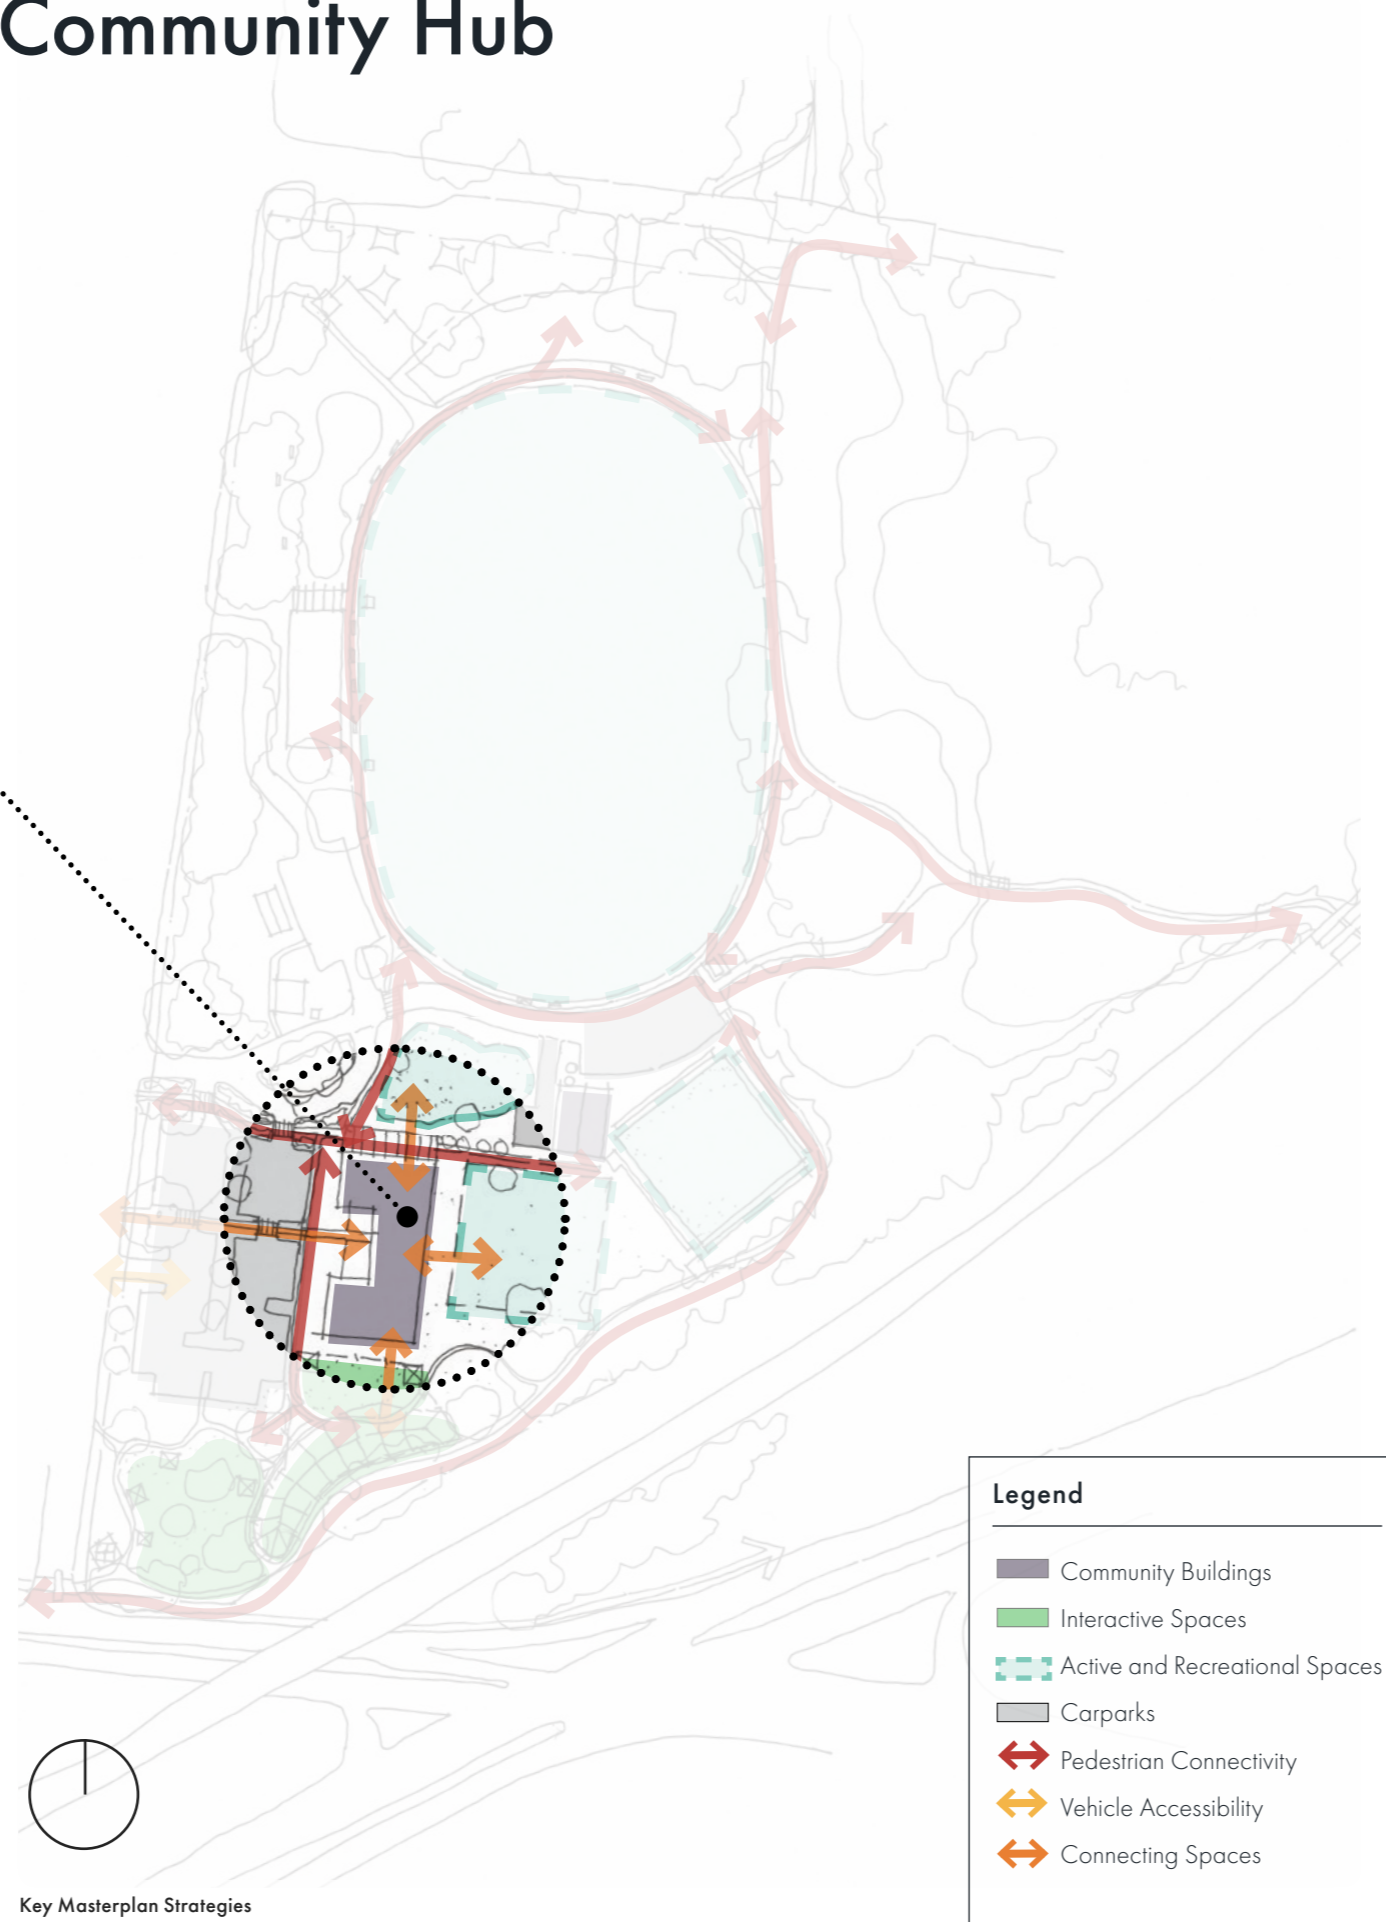 Community Hub
Legend
Community Buildings
Interactive Spaces
Active and Recreational Spaces
Carparks
Pedestrian Connectivity
Vehicle Accessibility
Connecting Spaces
Key Masterplan Strategies